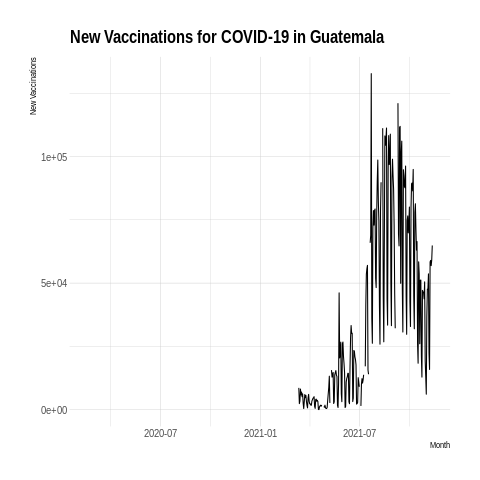 New Vaccinations for COVID-19 in Guatemala
New Vaccinations
1e+05
5e+04
0e+00
2020-07
2021-01
2021-07
Month